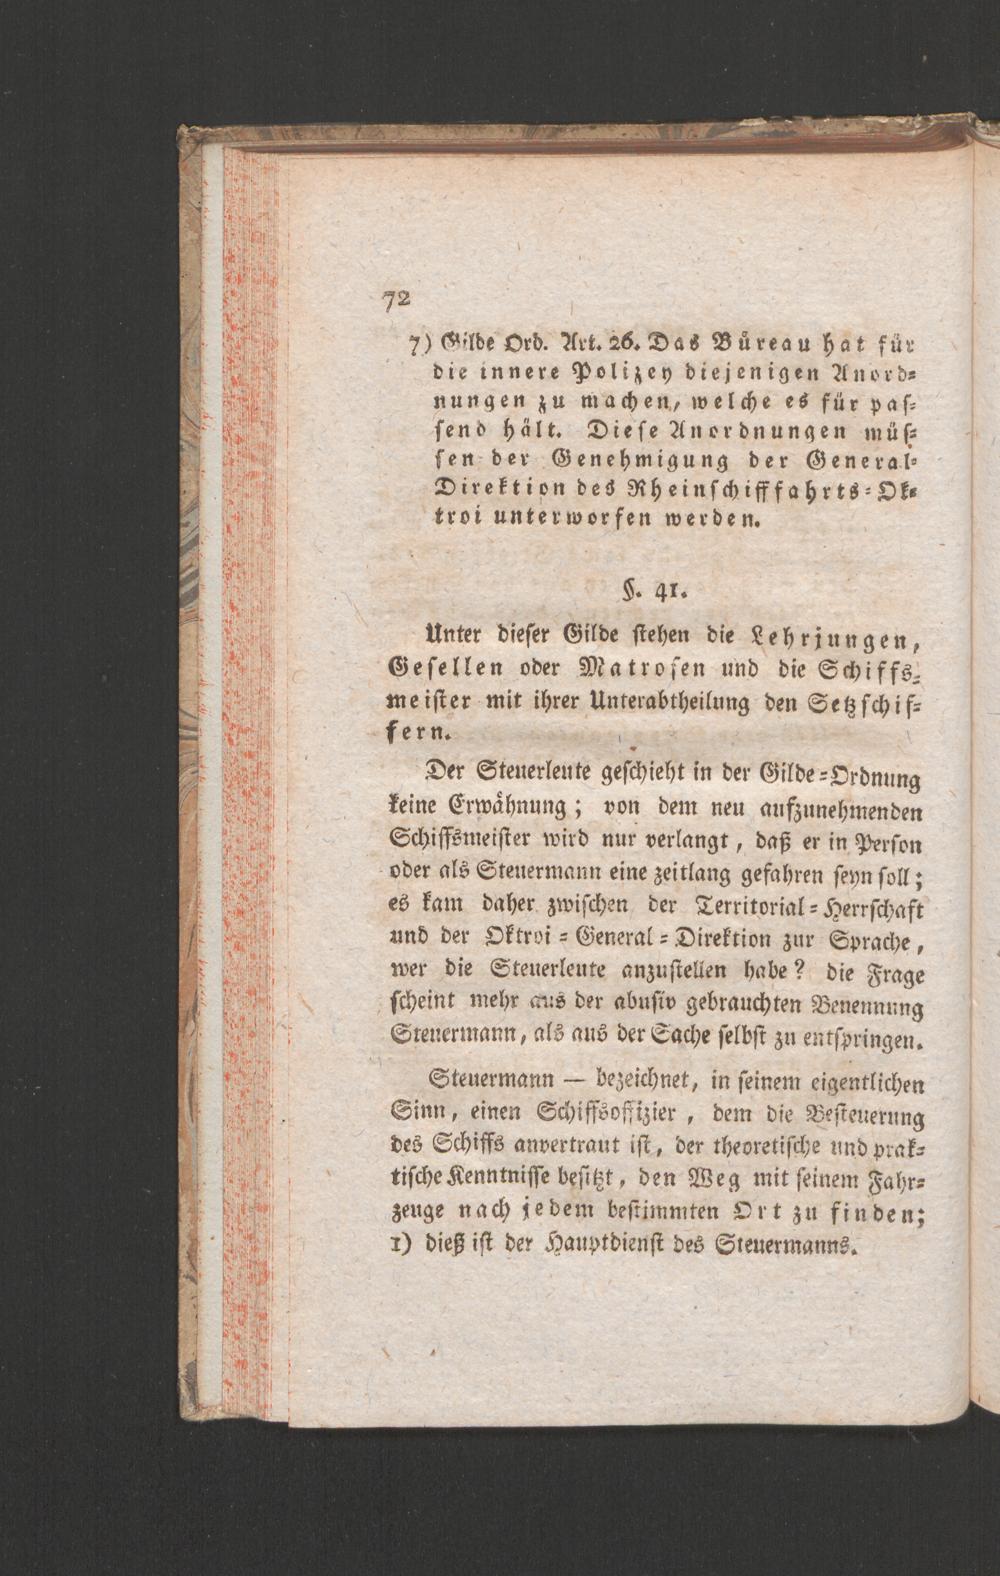 72
7) Gilde Ord. Art. 26. Das Büreau hat für
die innere Polizey diejenigen Anord-
nungen zu machen, welche es für pas-
send hält. Diese Anordnungen müs-
sen der Genehmigung der General-
Direktion des Rheinschifffahrts-Ok-
troi unterworfen werden.
§. 41.
Unter dieser Gilde stehen die Lehrjungen,
Gesellen oder Matrosen und die Schiffs-
meister mit ihrer Unterabtheilung den Setzschif-
fern.
Der Steuerleute geschieht in der Gilde-Ordnung
keine Erwähnung; von dem neu aufzunehmenden
Schiffsmeister wird nur verlangt, daß er in Person
oder als Steuermann eine zeitlang gefahren seyn soll;
es kam daher zwischen der Territorial-Herrschaft
und der Oktroi-General-Direktion zur Sprache,
wer die Steuerleute anzustellen habe? die Frage
scheint mehr aus der abusiv gebrauchten Benennung
Steuermann, als aus der Sache selbst zu entspringen.
Steuermann — bezeichnet, in seinem eigentlichen
Sinn, einen Schiffsoffizier, dem die Besteuerung
des Schiffs anvertraut ist, der theoretische und prak-
tische Kenntnisse besitzt, den Weg mit seinem Fahr-
zeuge nach jedem bestimmten Ort zu finden;
1) dieß ist der Hauptdienst des Steuermanns.